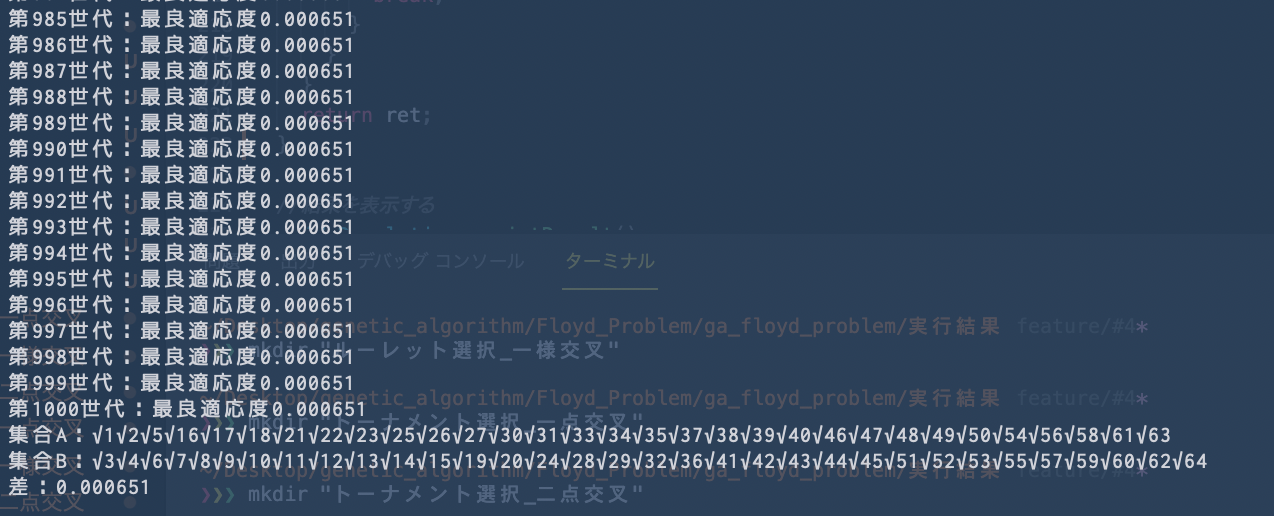 第985世代：最良適応度0.000651
第986世代：最良適応度0.000651
第987世代：最良適応度0.000651
第988世代：最良適応度0.000651
第989世代：最良適応度0.000651
return ret;
第990世代：最良適応度0.000651
第991世代：最良適応度0.000651
第992世代：最良適応度0.000651
を表示する
第993世代：最良適応度0.000651
第994世代：最良適応度0.000651
デバッグ コンソール ターミナル
第995世代：最良適応度0.000651
第996世代：最良適応度0.000651
第997世代：最良適応度0.000651
/Desktop/genetic_algorithm/Floyd_Problem/ga_floyd_problem/実行結果 feature/#4*
第998世代：最良適応度0.000651
❯❯❯ mkdir "ルーレット選択_一様交叉"
第999世代：最良適応度0.000651
/Desktop/genetic_algorithm/Floyd_Problem/ga_floyd_problem/実行結果 feature/#4*
第1000世代：最良適応度0.000651
❯❯❯ mkdir "トーナメント選択_一点交叉"
集合A：√1√2√5√16√17√18√21√22√23√25√26√27√30√31√33√34√35√37√38√39√40√46√47√48√49√50√54√56√58√61√63
集合B：√3√4√6√7√8√9√10√11√12√13√14√15√19√20√24√28√29√32√36√41√42√43√44√45√51√52√53√55√57√59√60√62√64
/Desktop/genetic_algorithm/Floyd_Problem/ga_floyd_problem/実行結果 feature/#4*
差：0.000651
❯❯❯ mkdir "トーナメント選択_二点交叉"
二点交叉